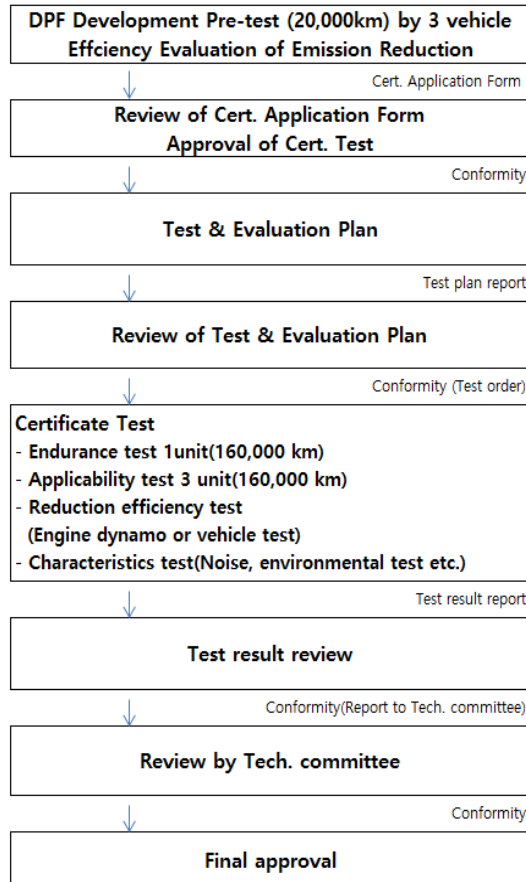 DPF Development Pre-test (20,000km) by 3 vehicle
Effciency Evaluation of Emission Reduction
Cert. Application Form
Review of Cert. Application Form
Approval of Cert. Test
Conformity
Test & Evaluation Plan
Test plan report
Review of Test & Evaluation Plan
Conformity (Test order)
Certificate Test
- Endurance test 1unit(160,000 km)
- Applicability test 3 unit(160,000 km)
- Reduction efficiency test
(Engine dynamo or vehicle test)
- Characteristics test(Noise, environmental test etc.)
Test result report
Test result review
Conformity(Report to Tech. committee)
Review by Tech. committee
Conformity
Final approval